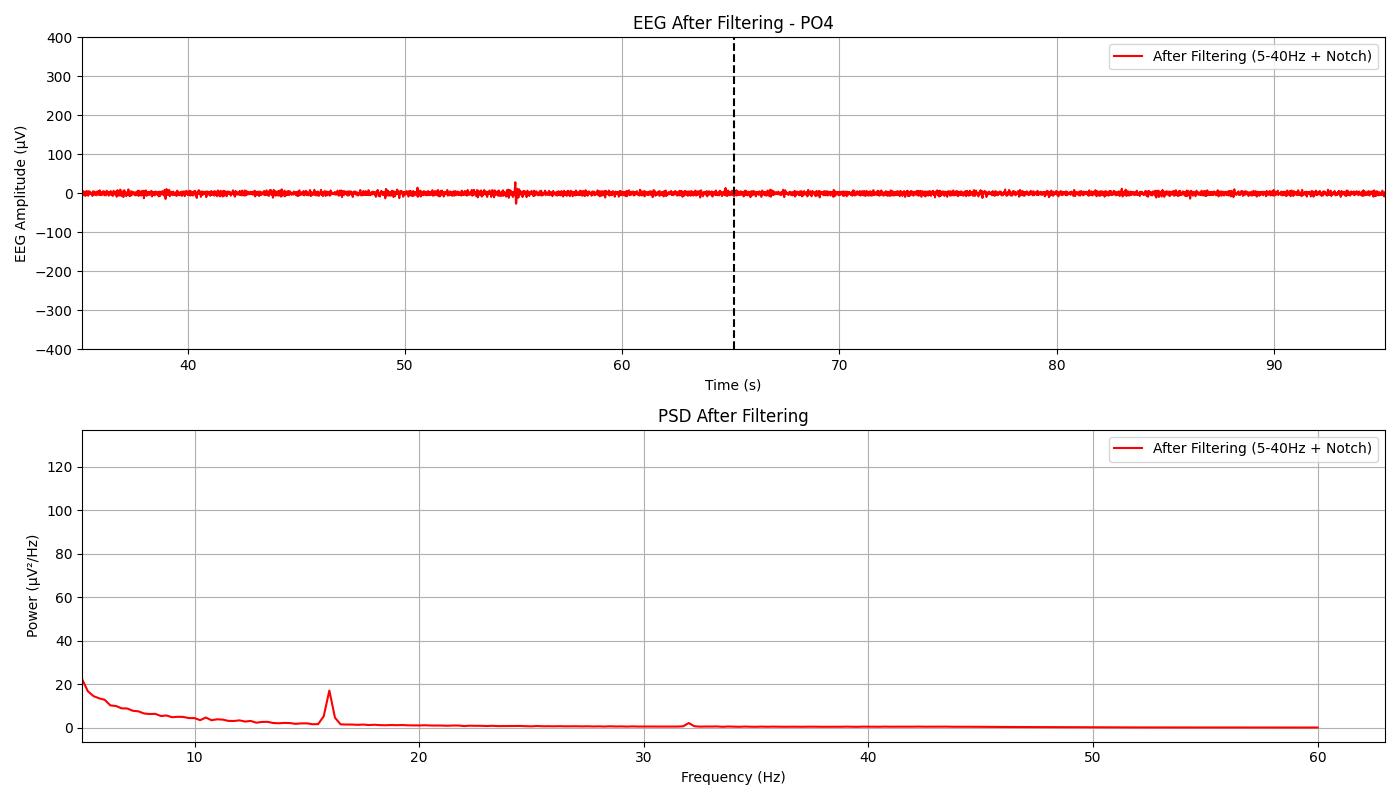 EEG After Filtering - PO4
After Filtering (5-40Hz + Notch)
EEG Amplitude (µV)
400
300
200
100
0
−100
−200
−300
−400
40 50 60 70 80 90
Time (s)
PSD After Filtering
After Filtering (5-40Hz + Notch)
Power (µV²/Hz)
120
100
80
60
40
20
0
10 20 30 40 50 60
Frequency (Hz)